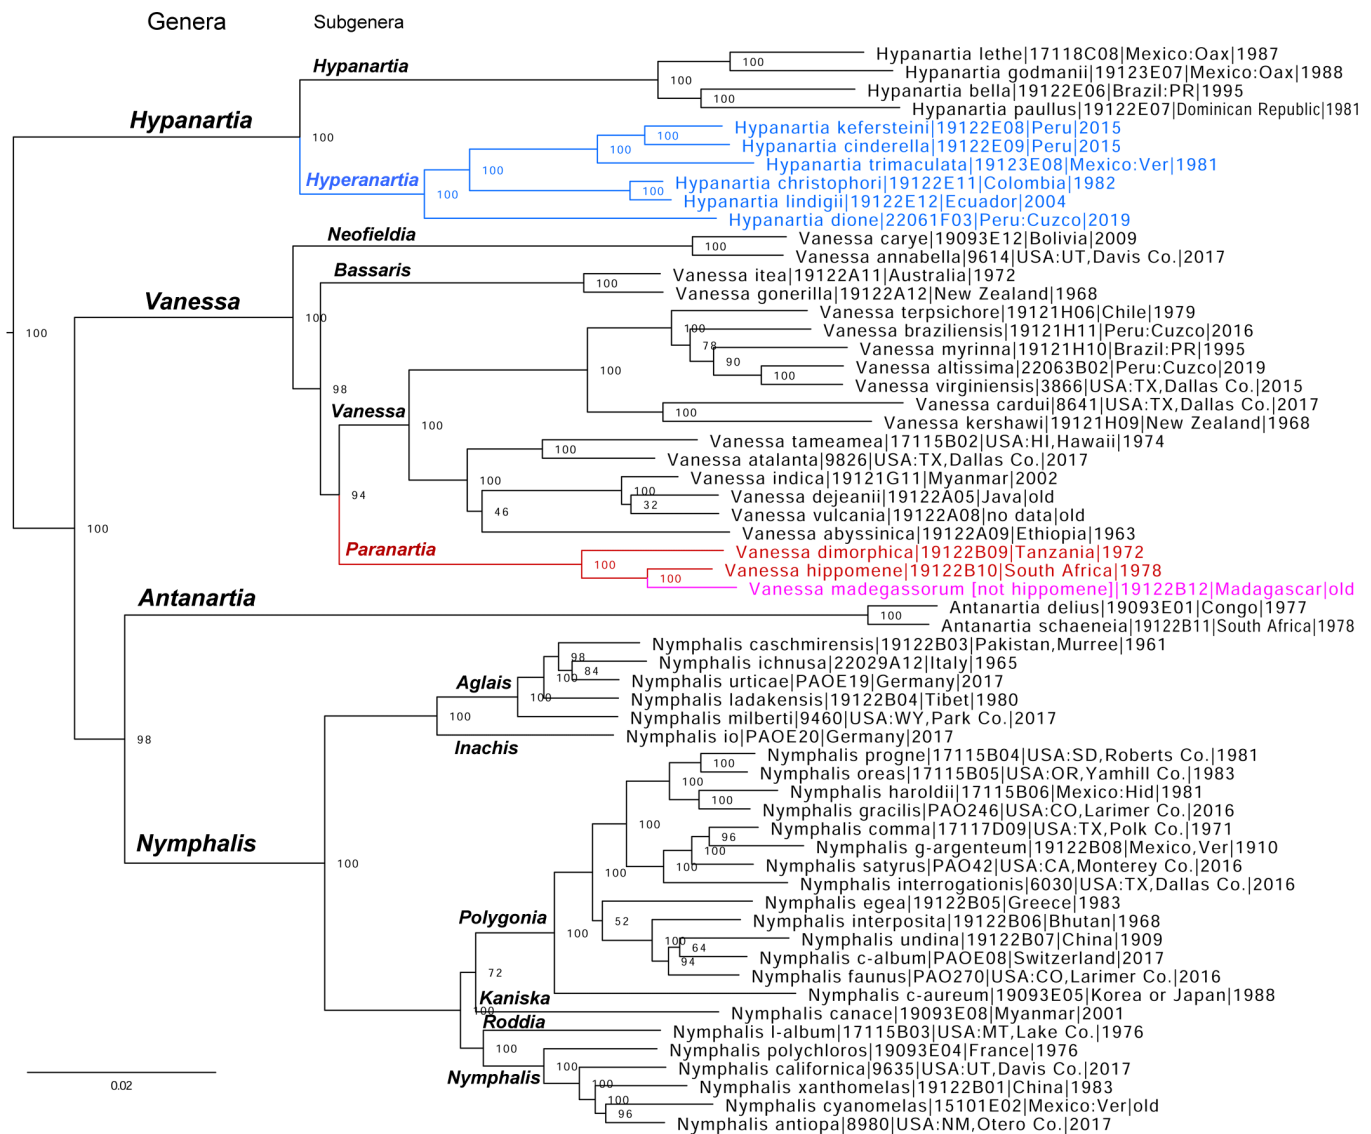 Genera Subgenera
Hypanartia lethe|17118C08|Mexico:Oax|1987
Hypanartia
100
Hypanartia godmanii|19123E07|Mexico:Oax|1988
100
Hypanartia bella|19122E06|Brazil:PR|1995
100
Hypanartia paullus|19122E07|Dominican Republic|1981
Hypanartia
Hypanartia kefersteini|19122E08|Peru|2015
100
100
Hypanartia cinderella|19122E09|Peru|2015
100
Hypanartia trimaculata|19123E08|Mexico:Ver|1981
100
Hyperanartia
Hypanartia christophori|19122E11|Colombia|1982
100
100
Hypanartia lindigii|19122E12|Ecuador|2004
Hypanartia dione|22061F03|Peru:Cuzco|2019
Neofieldia
Vanessa carye|19093E12|Bolivia|2009
100
Vanessa annabella|9614|USA:UT,Davis Co.|2017
Bassaris
Vanessa itea|19122A11|Australia|1972
100
Vanessa gonerilla|19122A12|New Zealand|1968
Vanessa
Vanessa terpsichore|19121H06|Chile|1979
100
100
Vanessa braziliensis|19121H11|Peru:Cuzco|2016
100
78
Vanessa myrinna|19121H10|Brazil:PR|1995
90
Vanessa altissima|22063B02|Peru:Cuzco|2019
100
100
Vanessa virginiensis|3866|USA:TX,Dallas Co.|2015
98
Vanessa cardui|8641|USA:TX,Dallas Co.|2017
Vanessa
100
Vanessa kershawi|19121H09|New Zealand|1968
100
Vanessa tameamea|17115B02|USA:HI,Hawaii|1974
100
Vanessa atalanta|9826|USA:TX,Dallas Co.|2017
Vanessa indica|19121G11|Myanmar|2002
100
100
94
Vanessa dejeanii|19122A05|Java|old
32
46
Vanessa vulcania|19122A08|no data|old
100
Vanessa abyssinica|19122A09|Ethiopia|1963
Paranartia
Vanessa dimorphica|19122B09|Tanzania|1972
100
Vanessa hippomene|19122B10|South Africa|1978
100
Vanessa madegassorum [not hippomene]|19122B12|Madagascar|old
Antanartia
Antanartia delius|19093E01|Congo|1977
100
Antanartia schaeneia|19122B11|South Africa|1978
Nymphalis caschmirensis|19122B03|Pakistan,Murree|1961
98
Nymphalis ichnusa|22029A12|Italy|1965
84
100
Nymphalis urticae|PAOE19|Germany|2017
Aglais
100
Nymphalis ladakensis|19122B04|Tibet|1980
100
Nymphalis milberti|9460|USA:WY,Park Co.|2017
Inachis
Nymphalis io|PAOE20|Germany|2017
98
Nymphalis progne|17115B04|USA:SD,Roberts Co.|1981
100
Nymphalis oreas|17115B05|USA:OR,Yamhill Co.|1983
100
Nymphalis haroldii|17115B06|Mexico:Hid|1981
100
Nymphalis gracilis|PAO246|USA:CO,Larimer Co.|2016
100
Nymphalis comma|17117D09|USA:TX,Polk Co.|1971
96
Nymphalis
Nymphalis g-argenteum|19122B08|Mexico,Ver|1910
100
100
Nymphalis satyrus|PAO42|USA:CA,Monterey Co.|2016
100
100
Nymphalis interrogationis|6030|USA:TX,Dallas Co.|2016
Nymphalis egea|19122B05|Greece|1983
Polygonia
52
Nymphalis interposita|19122B06|Bhutan|1968
100
100
Nymphalis undina|19122B07|China|1909
64
Nymphalis c-album|PAOE08|Switzerland|2017
94
72
Nymphalis faunus|PAO270|USA:CO,Larimer Co.|2016
Kaniska
Nymphalis c-aureum|19093E05|Korea or Japan|1988
100
Nymphalis canace|19093E08|Myanmar|2001
Roddia
Nymphalis l-album|17115B03|USA:MT,Lake Co.|1976
100
Nymphalis polychloros|19093E04|France|1976
Nymphalis
100
Nymphalis californica|9635|USA:UT,Davis Co.|2017
100
Nymphalis xanthomelas|19122B01|China|1983
100
Nymphalis cyanomelas|15101E02|Mexico:Ver|old
96
Nymphalis antiopa|8980|USA:NM,Otero Co.|2017
0.02